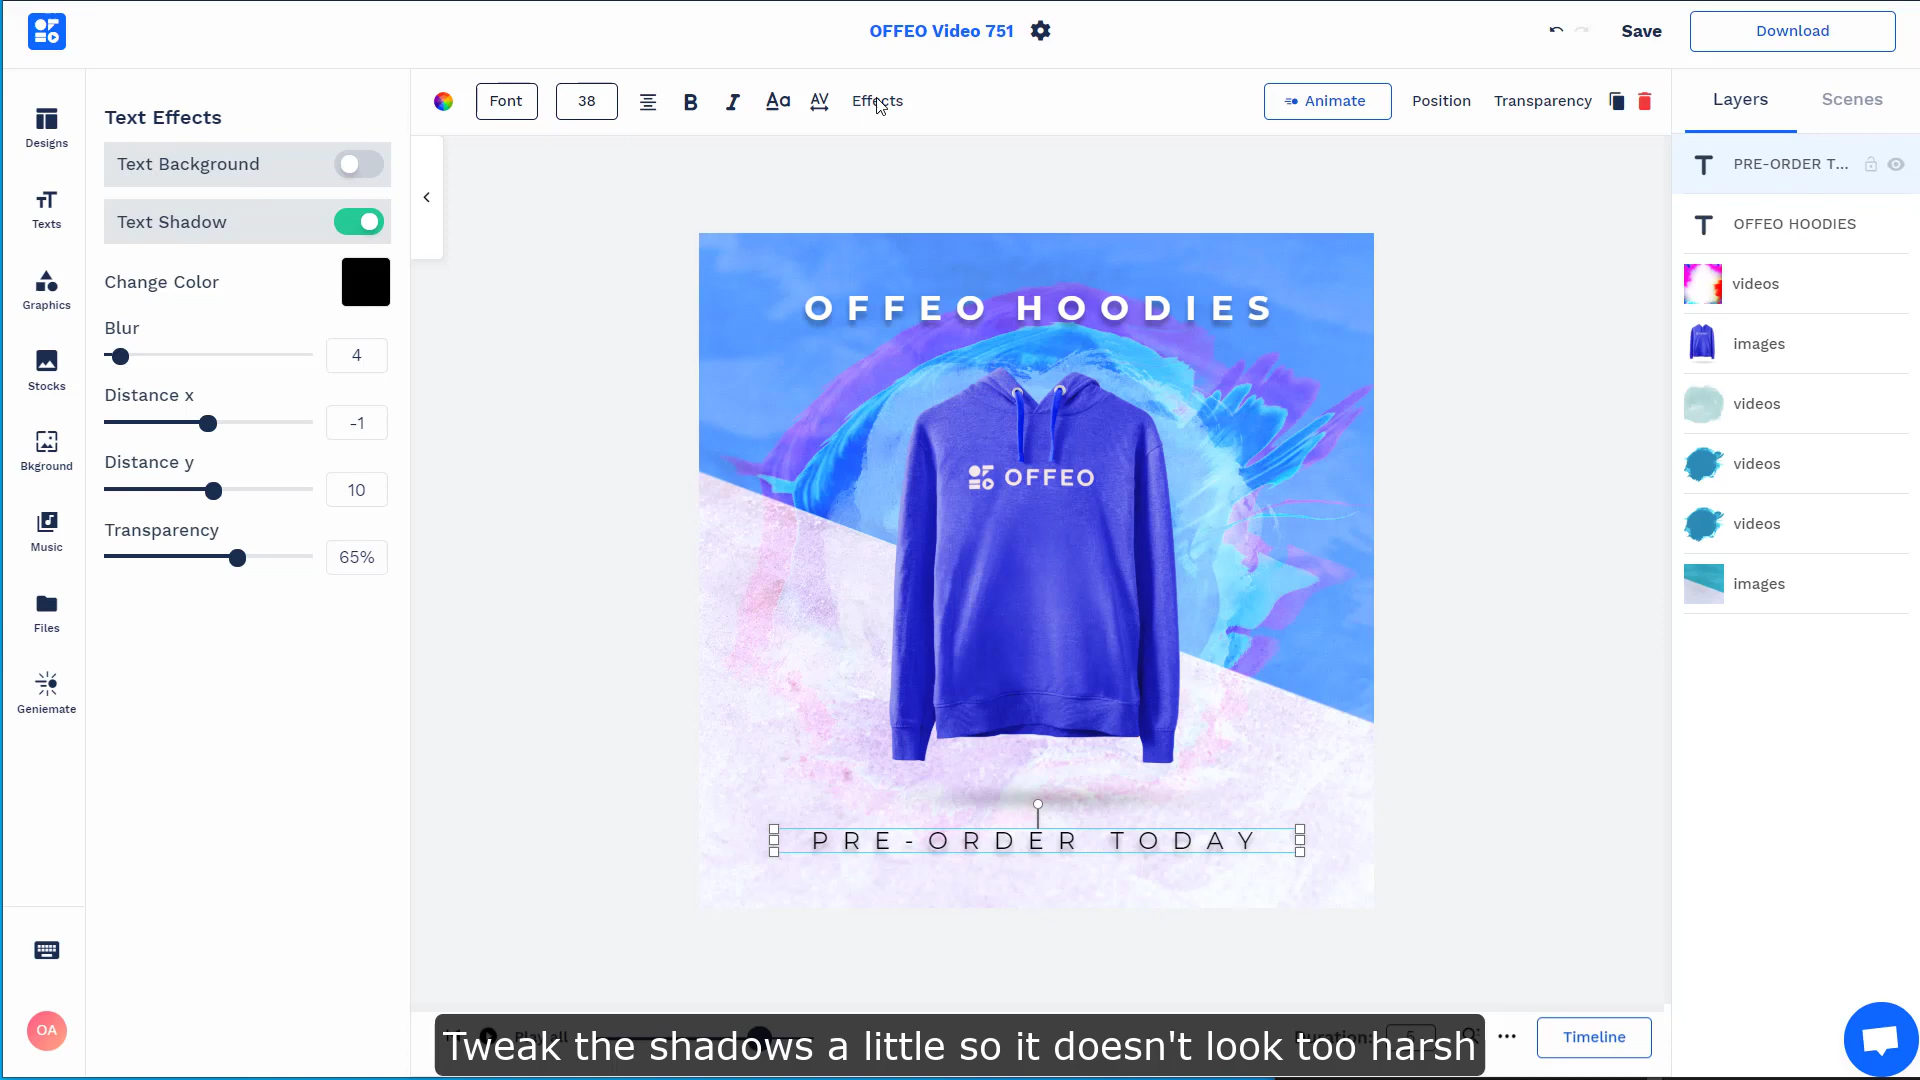 OFFEO Video 751
Save
Download
Designs
Texts
Graphics
Stocks
Bkground
Music
Files
Geniemate
OA
Text Effects
Text Background
Text Shadow
Change Color
Blur
4
Distance x
-1
Distance y
10
Transparency
65%
Font
38
B
I
Aa
AV
Effects
Animate
Position
Transparency
OFFEO HOODIES
OFFEO
PRE-ORDER TODAY
Layers
Scenes
T
PRE-ORDER T...
T
OFFEO HOODIES
videos
images
videos
videos
videos
images
Tweak the shadows a little so it doesn't look too harsh
Timeline